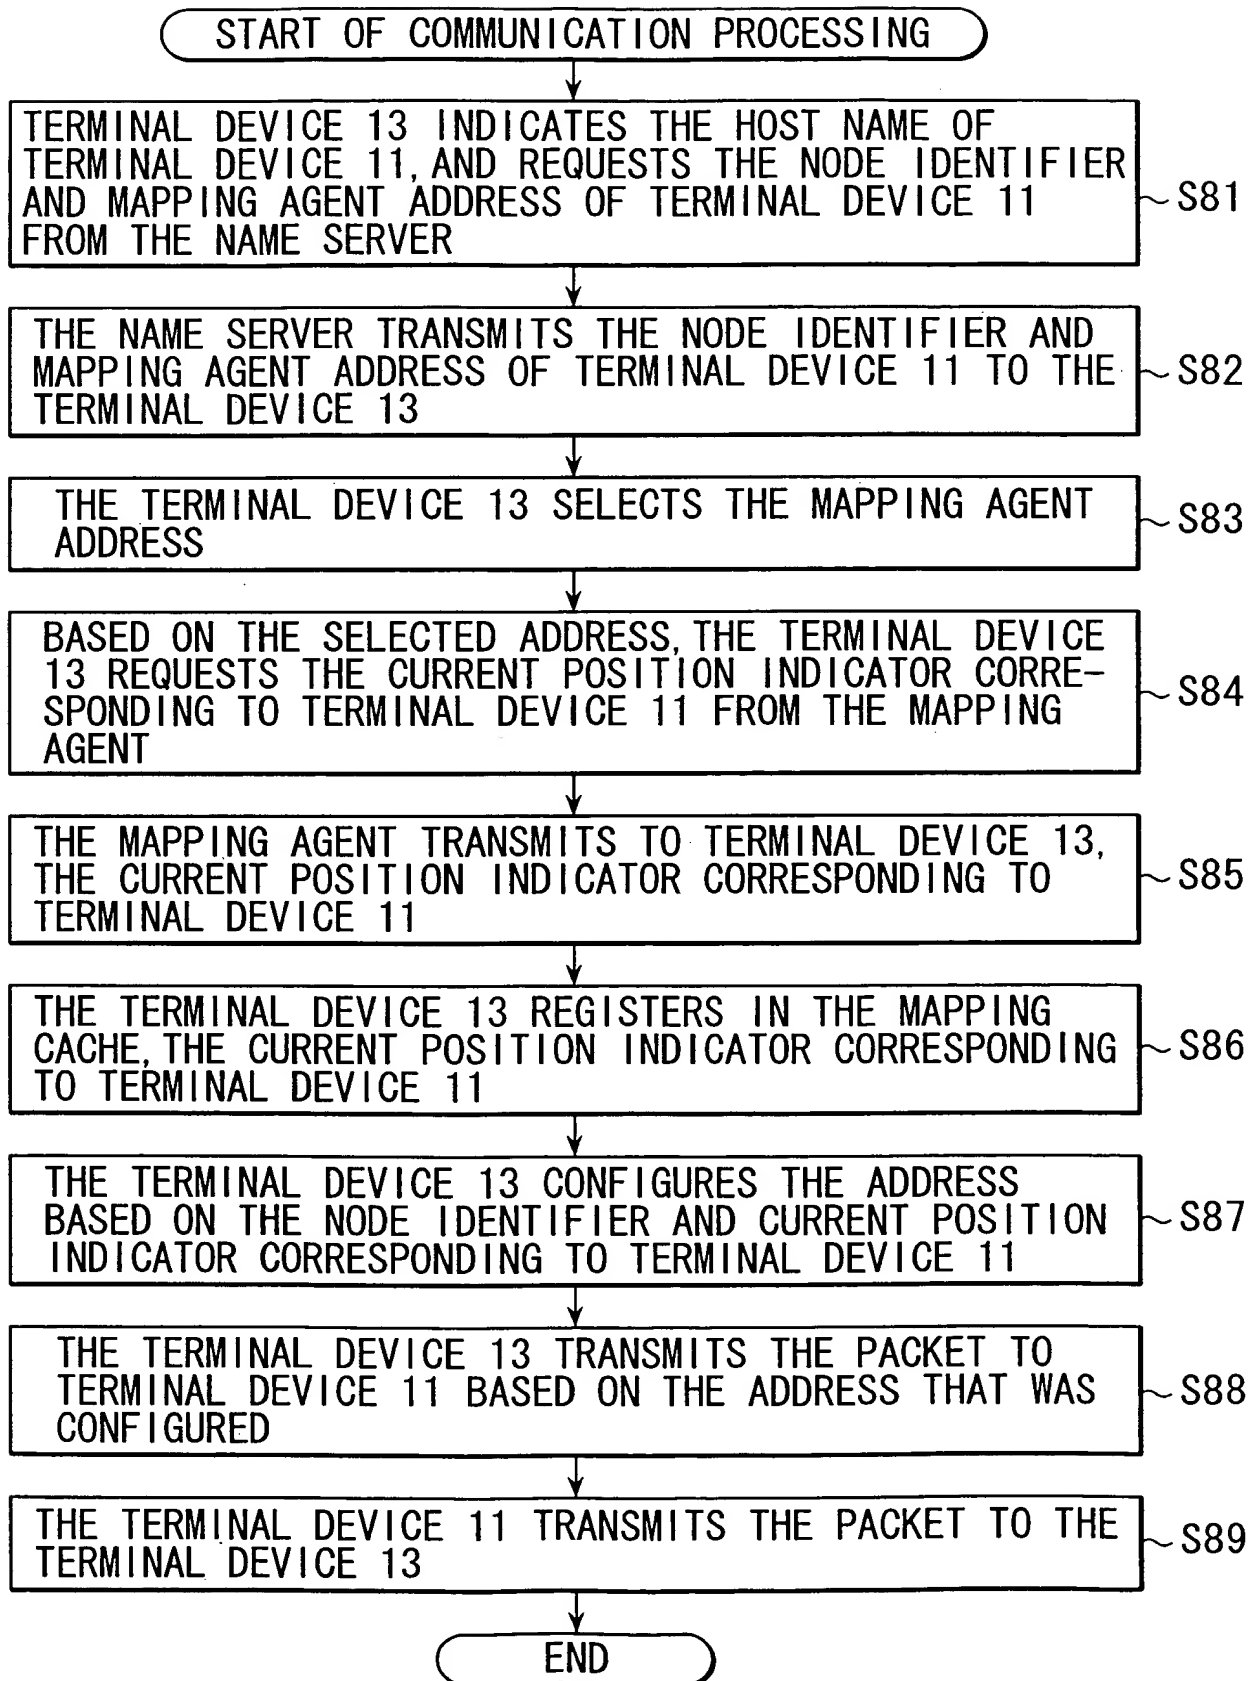 START OF COMMUNICATION PROCESSING
TERMINAL DEVICE 13 INDICATES THE HOST NAME OF
TERMINAL DEVICE 11, AND REQUESTS THE NODE IDENTIFIER
AND MAPPING AGENT ADDRESS OF TERMINAL DEVICE 11
FROM THE NAME SERVER
S81
THE NAME SERVER TRANSMITS THE NODE IDENTIFIER AND
MAPPING AGENT ADDRESS OF TERMINAL DEVICE 11 TO THE
TERMINAL DEVICE 13
S82
THE TERMINAL DEVICE 13 SELECTS THE MAPPING AGENT
ADDRESS
S83
BASED ON THE SELECTED ADDRESS, THE TERMINAL DEVICE
13 REQUESTS THE CURRENT POSITION INDICATOR CORRE-
SPONDING TO TERMINAL DEVICE 11 FROM THE MAPPING
AGENT
S84
THE MAPPING AGENT TRANSMITS TO TERMINAL DEVICE 13,
THE CURRENT POSITION INDICATOR CORRESPONDING TO
TERMINAL DEVICE 11
S85
THE TERMINAL DEVICE 13 REGISTERS IN THE MAPPING
CACHE, THE CURRENT POSITION INDICATOR CORRESPONDING
TO TERMINAL DEVICE 11
S86
THE TERMINAL DEVICE 13 CONFIGURES THE ADDRESS
BASED ON THE NODE IDENTIFIER AND CURRENT POSITION
INDICATOR CORRESPONDING TO TERMINAL DEVICE 11
S87
THE TERMINAL DEVICE 13 TRANSMITS THE PACKET TO
TERMINAL DEVICE 11 BASED ON THE ADDRESS THAT WAS
CONFIGURED
S88
THE TERMINAL DEVICE 11 TRANSMITS THE PACKET TO THE
TERMINAL DEVICE 13
S89
END